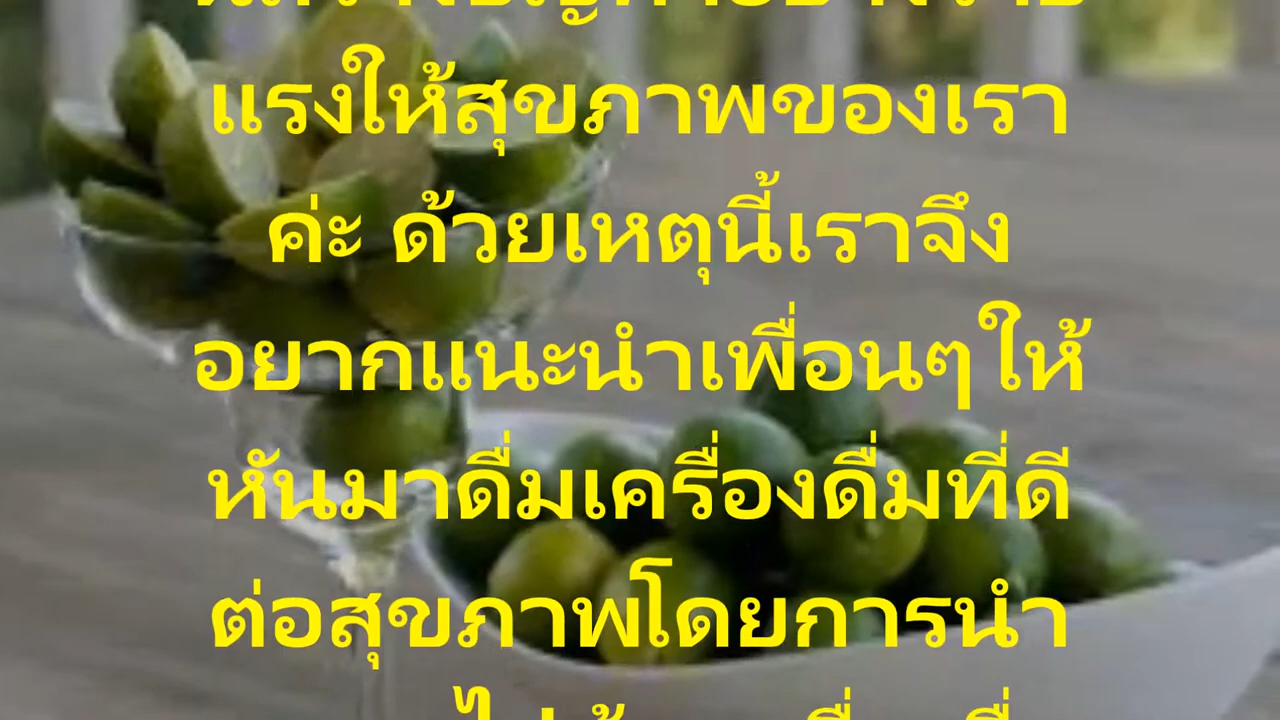 แรงให้สุขภาพของเรา
ค่ะ ด้วยเหตุนี้เราจึง
อยากแนะนำเพื่อนๆให้
หันมาดื่มเครื่องดื่มที่ดี
ต่อสุขภาพโดยการนำ